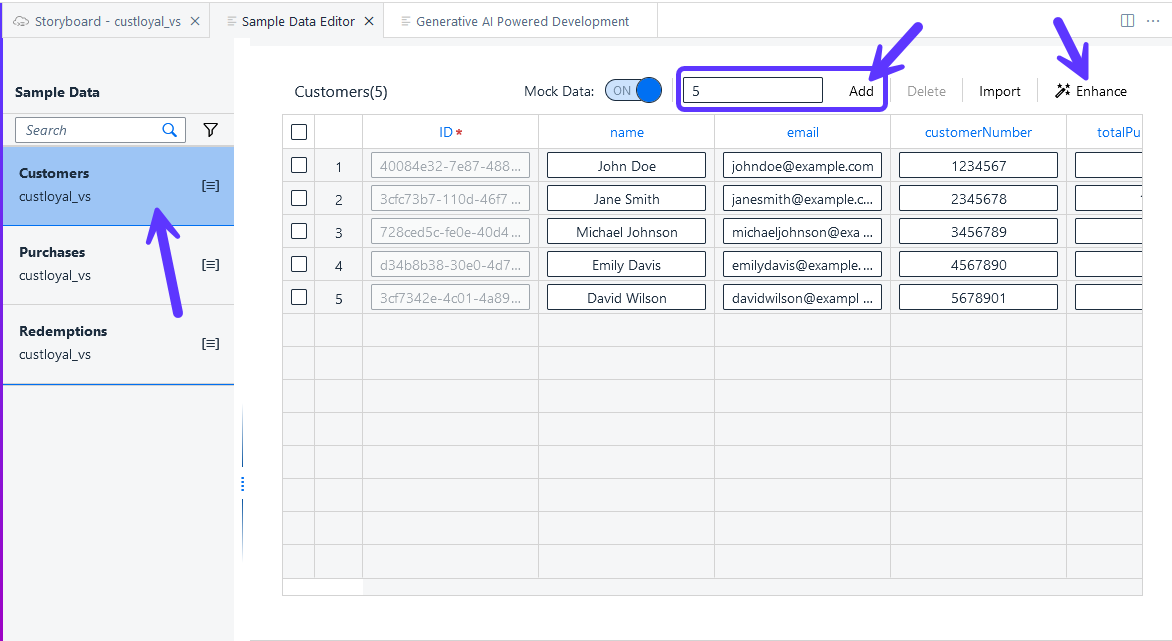 Storyboard - custloyal_vs
Sample Data Editor
Generative AI Powered Development
Sample Data
Search
Customers
custloyal_vs
Purchases
custloyal_vs
Redemptions
custloyal_vs
Customers(5)
Mock Data: ON 5 Add Delete Import Enhance
ID * name email customerNumber totalPu
1 40084e32-7e87-488... John Doe johndoe@example.com 1234567
2 3cfc73b7-110d-46f7 ... Jane Smith janesmith@example.c... 2345678
3 728ced5c-fe0e-40d4 ... Michael Johnson michaeljohnson@exa ... 3456789
4 d34b8b38-30e0-4d7... Emily Davis emilydavis@example. ... 4567890
5 3cf7342e-4c01-4a89... David Wilson davidwilson@exampl ... 5678901